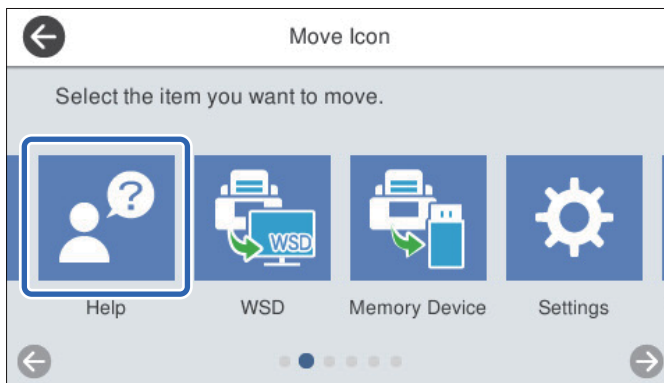 Move Icon
Select the item you want to move.
?
WSD
Help WSD Memory Device Settings